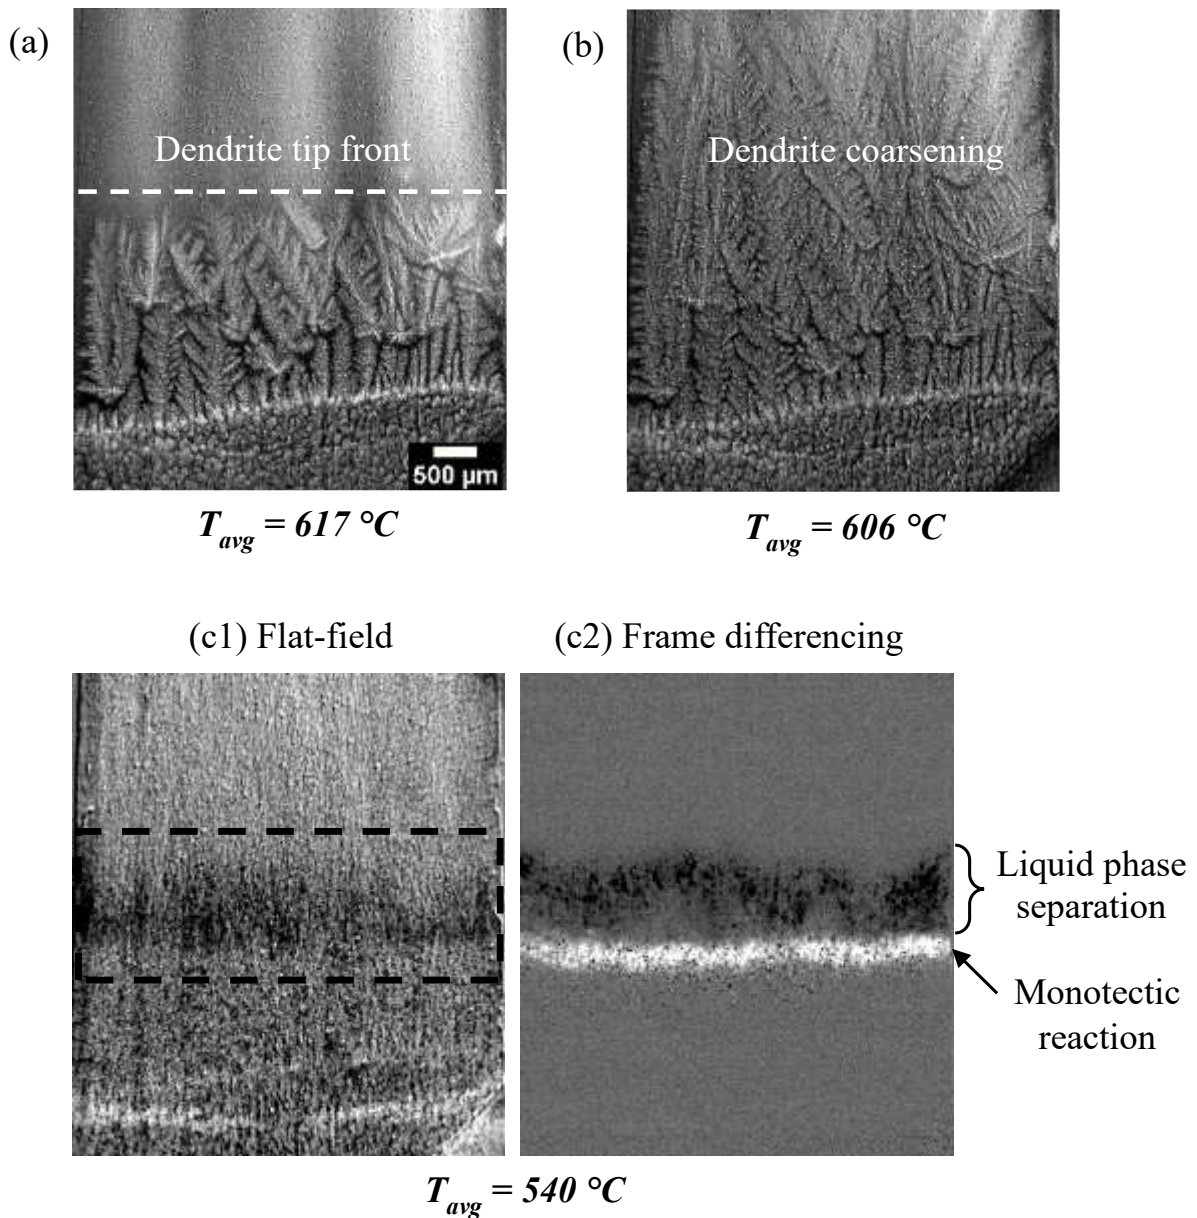 (a)
(b)
Dendrite tip front
Dendrite coarsening
500 µm
T_avg = 617 °C
T_avg = 606 °C
(c1) Flat-field
(c2) Frame differencing
Liquid phase
separation
Monotectic
reaction
T_avg = 540 °C